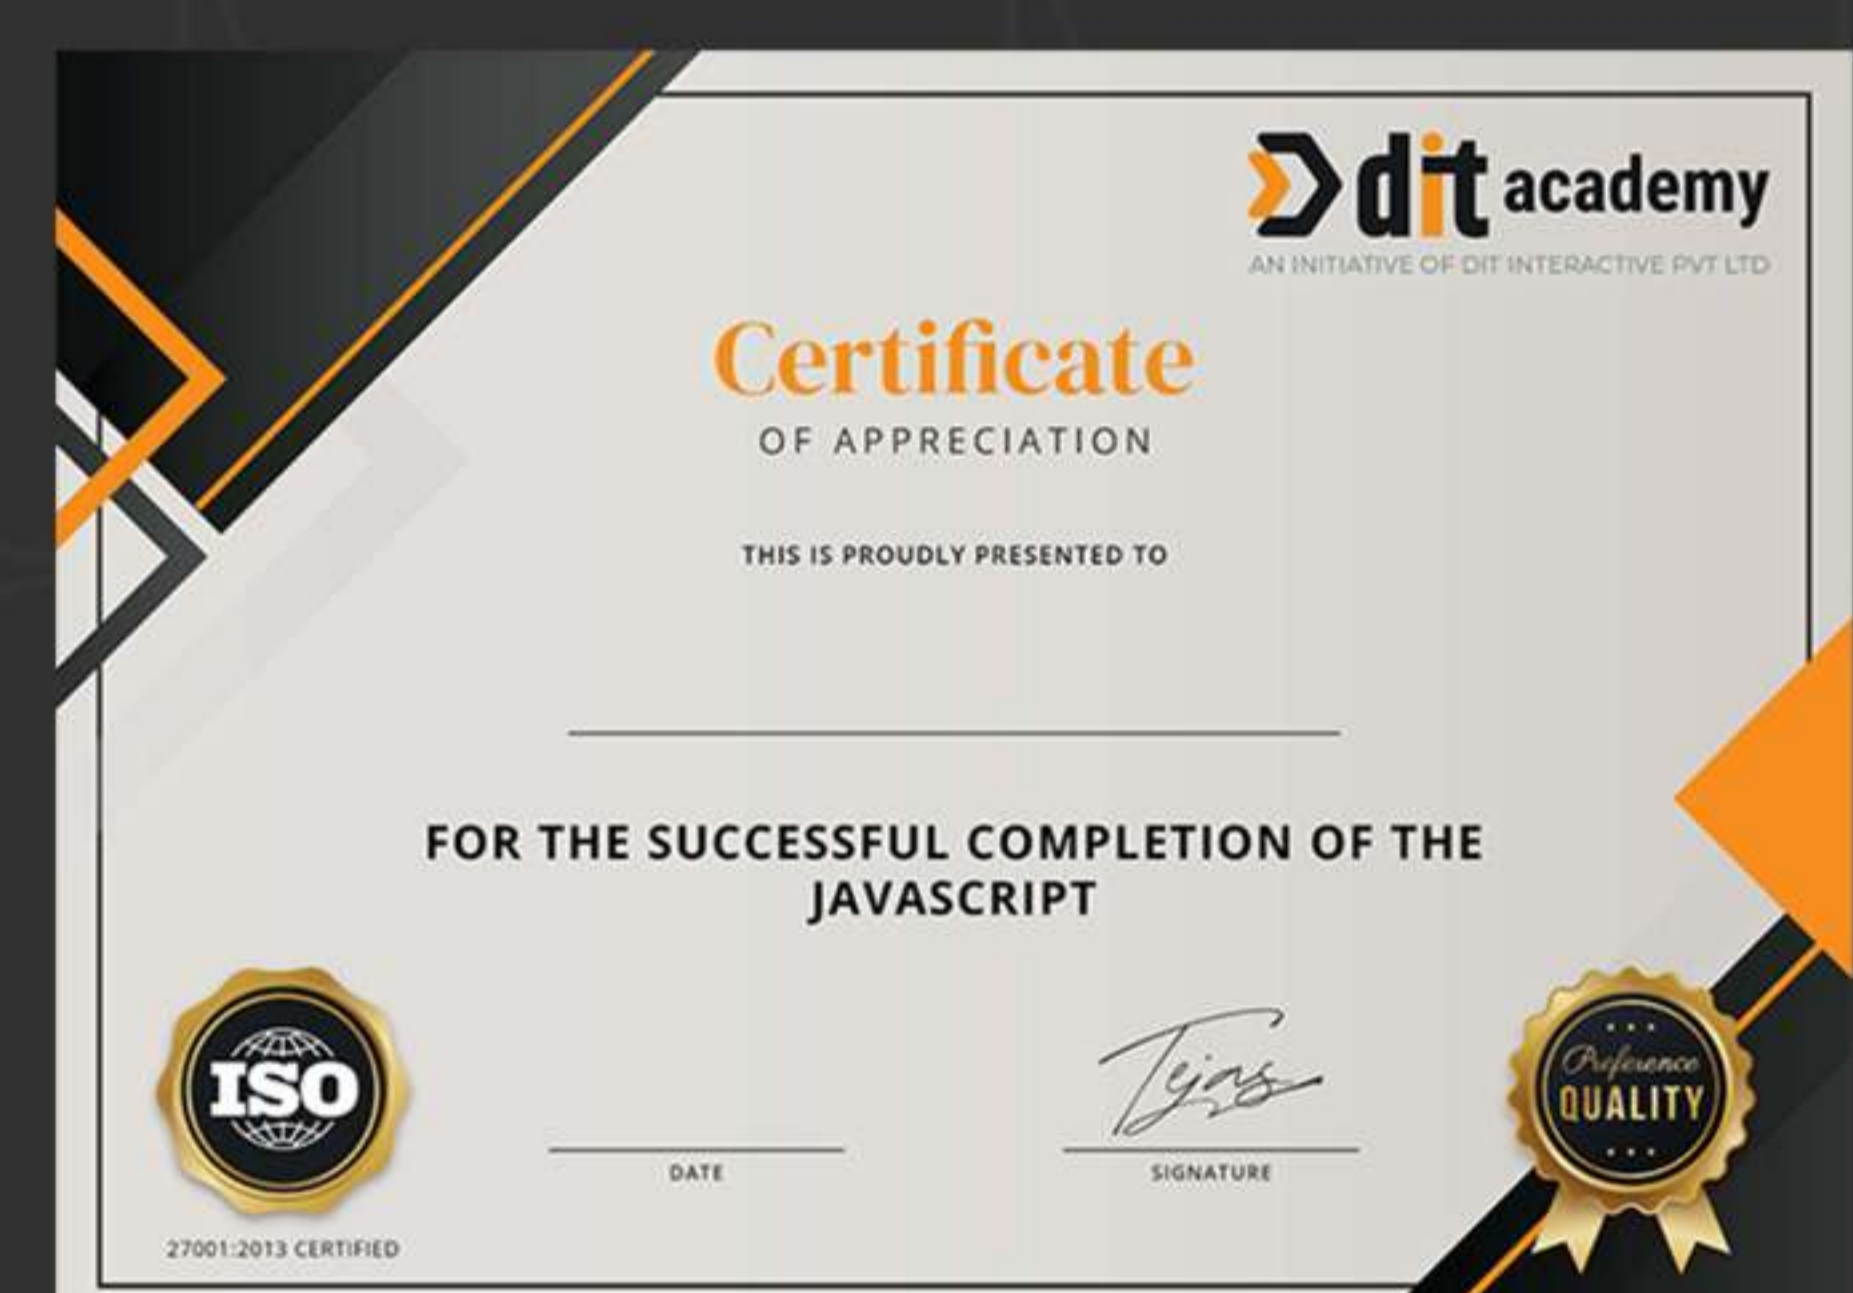 dit academy
AN INITIATIVE OF DIT INTERACTIVE PVT LTD
Certificate
OF APPRECIATION
THIS IS PROUDLY PRESENTED TO
FOR THE SUCCESSFUL COMPLETION OF THE
JAVASCRIPT
ISO
27001:2013 CERTIFIED
DATE
Tejas
SIGNATURE
Preference
QUALITY